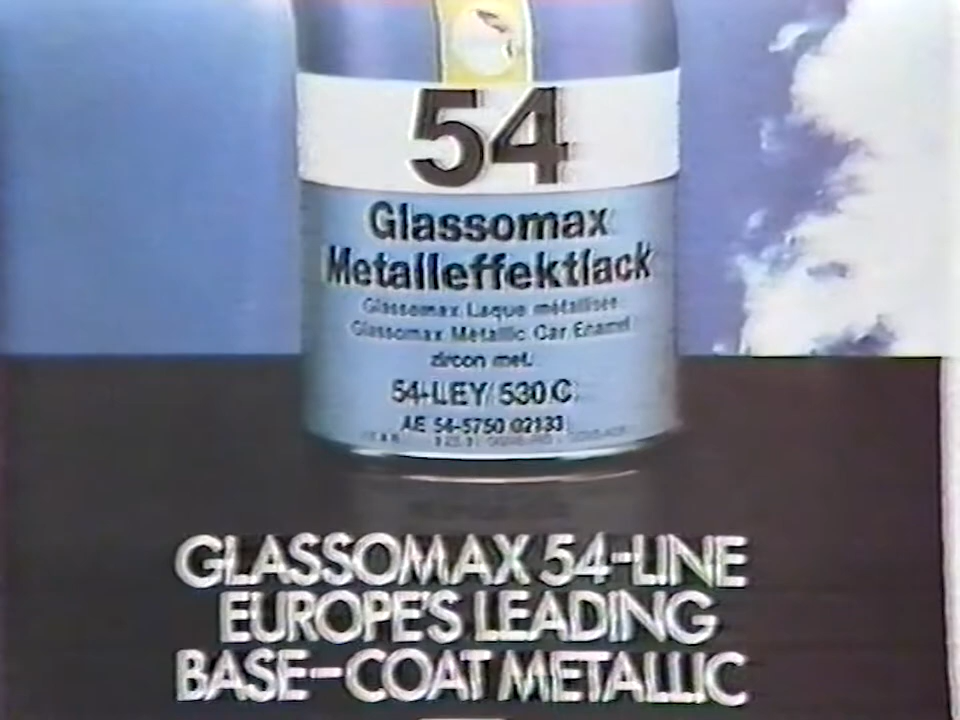 54
Glassomax
Metalleffektlack
Glassomax Laque métallisée
Glassomax Metallic Car Enamel
zircon met.
54-LEY/530 C
AE 54-5750 02133
GLASSOMAX 54-LINE
EUROPE'S LEADING
BASE-COAT METALLIC